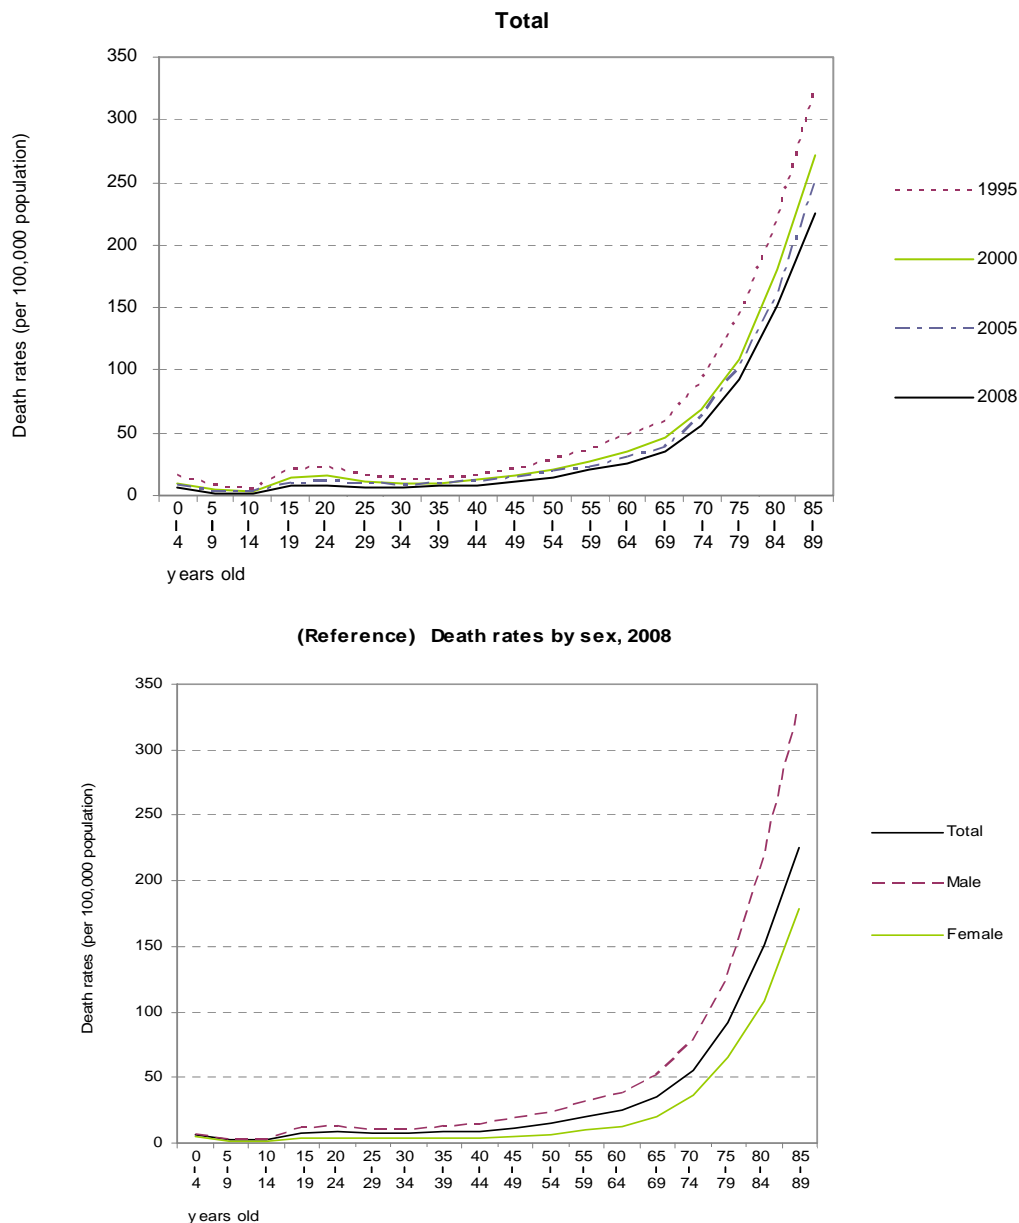 Total
Death rates (per 100,000 population)
350
300
250
200
150
100
50
0
0 5 10 15 20 25 30 35 40 45 50 55 60 65 70 75 80 85
4 9 14 19 24 29 34 39 44 49 54 59 64 69 74 79 84 89
years old
1995
2000
2005
2008
(Reference) Death rates by sex, 2008
Death rates (per 100,000 population)
350
300
250
200
150
100
50
0
0 5 10 15 20 25 30 35 40 45 50 55 60 65 70 75 80 85
4 9 14 19 24 29 34 39 44 49 54 59 64 69 74 79 84 89
years old
Total
Male
Female